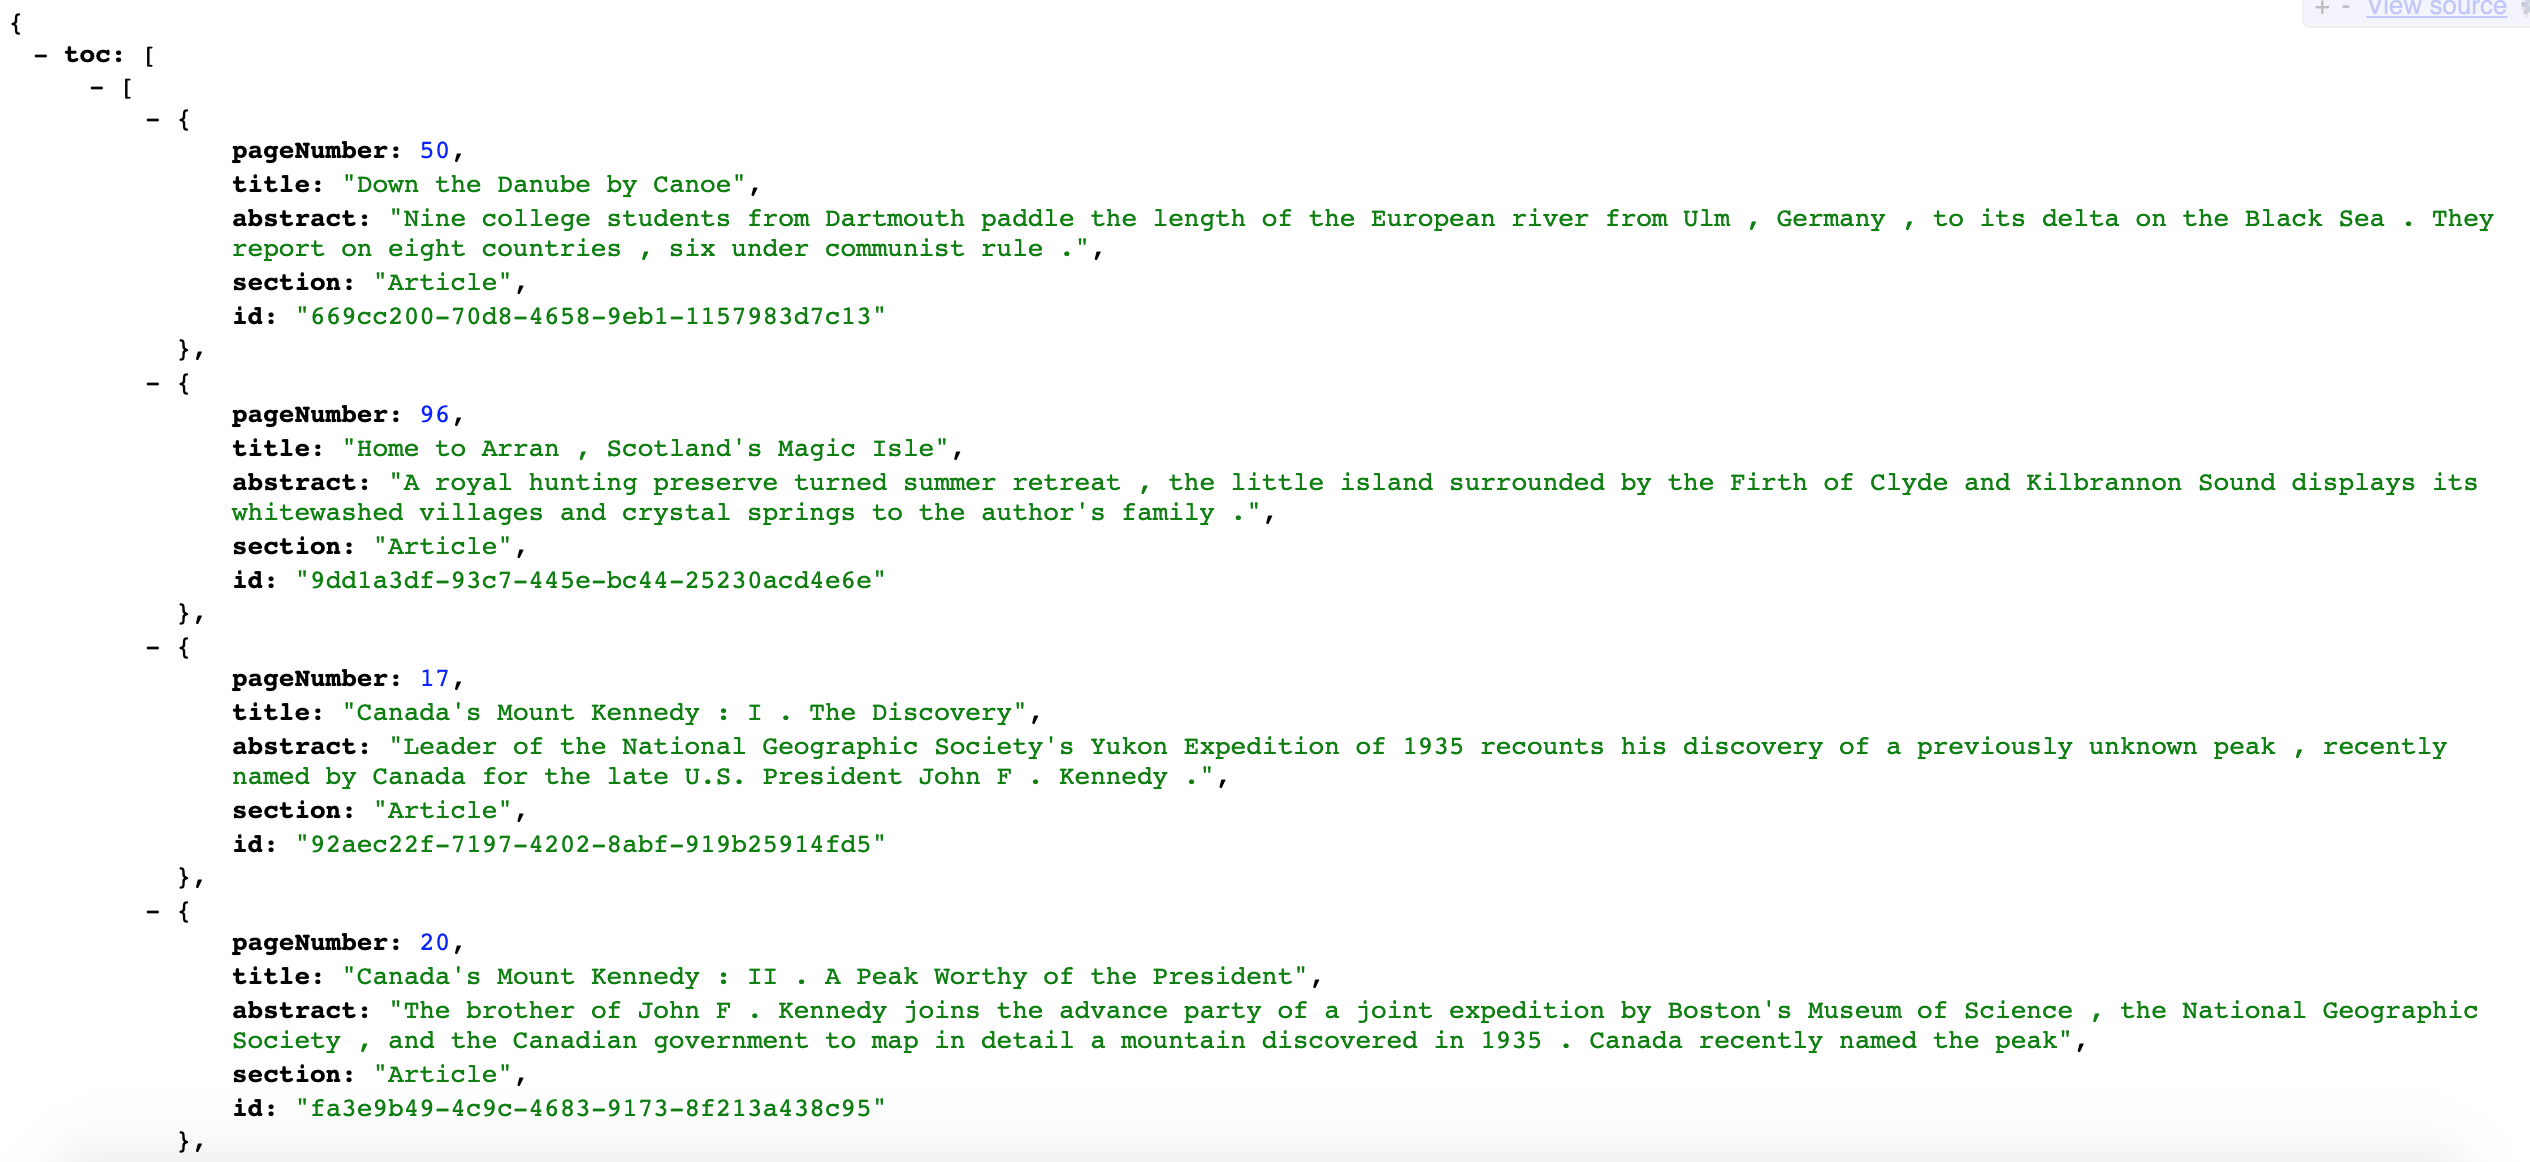 {
+ - View source
- toc: [
- [
- {
pageNumber: 50,
title: "Down the Danube by Canoe",
abstract: "Nine college students from Dartmouth paddle the length of the European river from Ulm , Germany , to its delta on the Black Sea . They
report on eight countries , six under communist rule .",
section: "Article",
id: "669cc200-70d8-4658-9eb1-1157983d7c13"
},
- {
pageNumber: 96,
title: "Home to Arran , Scotland's Magic Isle",
abstract: "A royal hunting preserve turned summer retreat , the little island surrounded by the Firth of Clyde and Kilbrannon Sound displays its
whitewashed villages and crystal springs to the author's family .",
section: "Article",
id: "9dd1a3df-93c7-445e-bc44-25230acd4e6e"
},
- {
pageNumber: 17,
title: "Canada's Mount Kennedy : I . The Discovery",
abstract: "Leader of the National Geographic Society's Yukon Expedition of 1935 recounts his discovery of a previously unknown peak , recently
named by Canada for the late U.S. President John F . Kennedy .",
section: "Article",
id: "92aec22f-7197-4202-8abf-919b25914fd5"
},
- {
pageNumber: 20,
title: "Canada's Mount Kennedy : II . A Peak Worthy of the President",
abstract: "The brother of John F . Kennedy joins the advance party of a joint expedition by Boston's Museum of Science , the National Geographic
Society , and the Canadian government to map in detail a mountain discovered in 1935 . Canada recently named the peak",
section: "Article",
id: "fa3e9b49-4c9c-4683-9173-8f213a438c95"
},